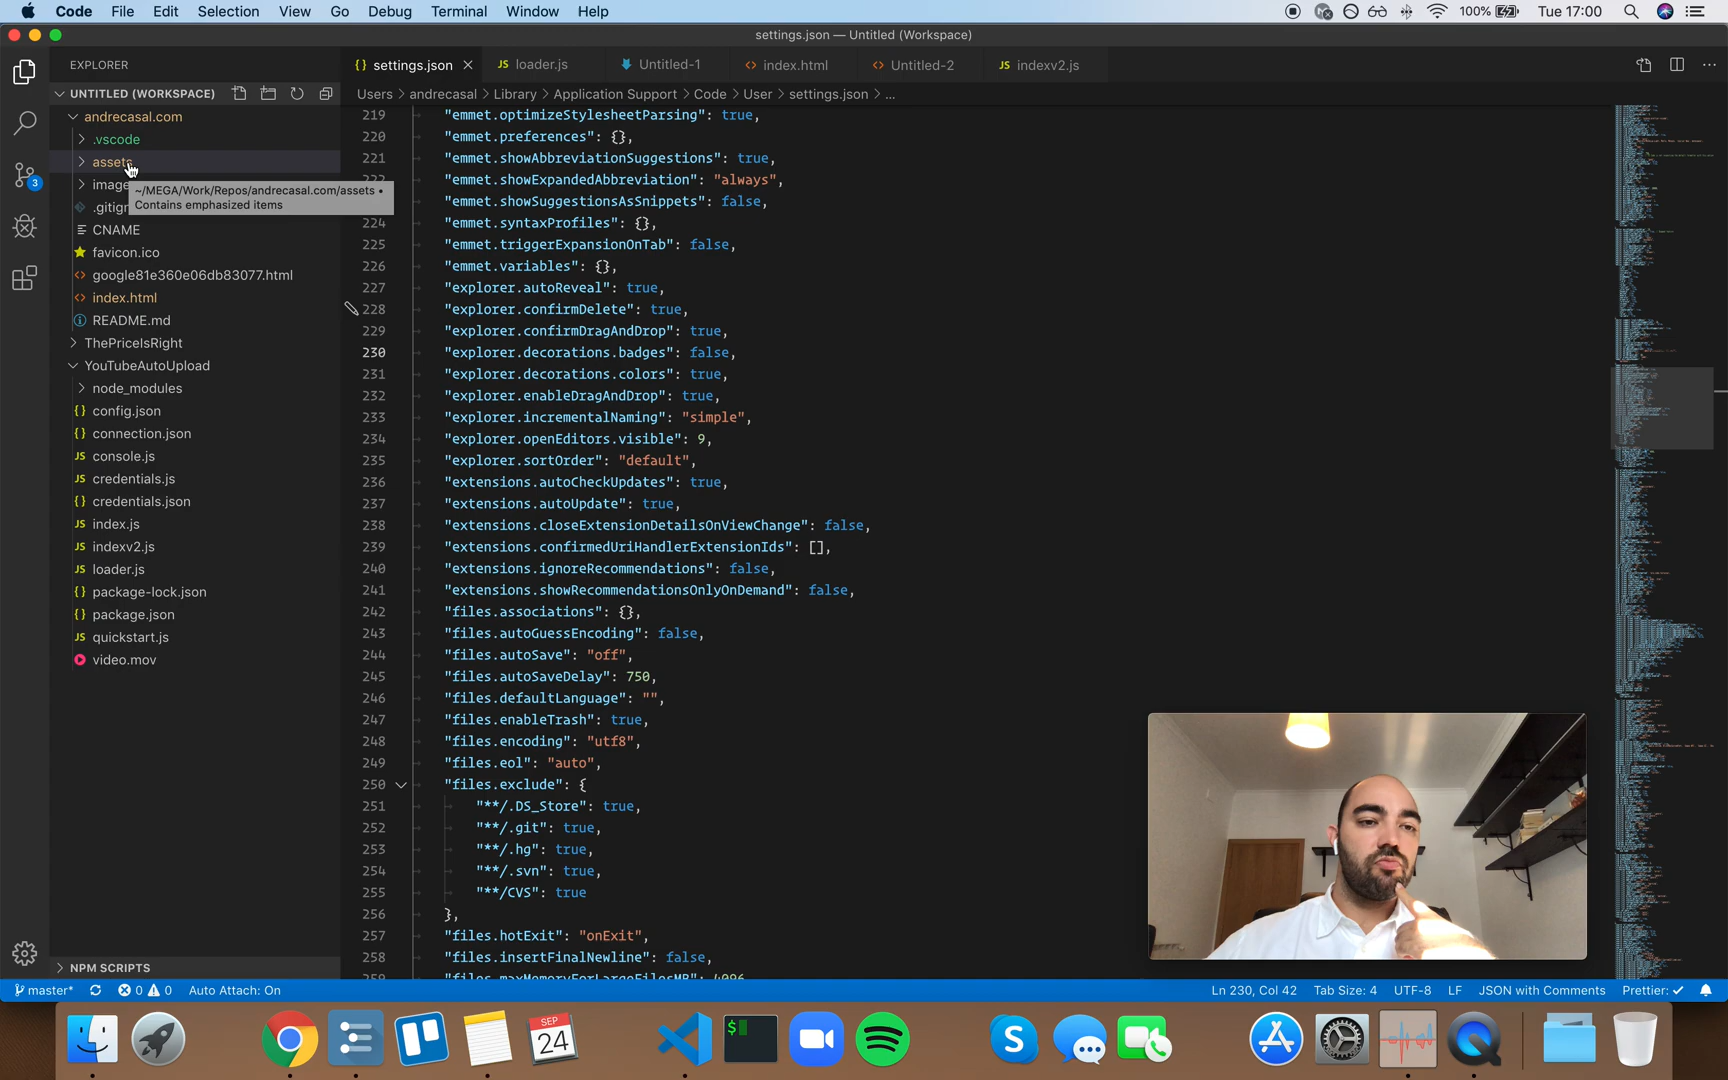 Code File Edit Selection View Go Debug Terminal Window Help 100% Tue 17:00
settings.json — Untitled (Workspace)
EXPLORER
settings.json
loader.js
Untitled-1
index.html
Untitled-2
indexv2.js
UNTITLED (WORKSPACE)
Users > andrecasal > Library > Application Support > Code > User > settings.json > ...
andrecasal.com
.vscode
assets
image
~/MEGA/Work/Repos/andrecasal.com/assets •
Contains emphasized items
.gitign
CNAME
favicon.ico
google81e360e06db83077.html
index.html
README.md
ThePriceIsRight
YouTubeAutoUpload
node_modules
config.json
connection.json
console.js
credentials.js
credentials.json
index.js
indexv2.js
loader.js
package-lock.json
package.json
quickstart.js
video.mov
NPM SCRIPTS
219 "emmet.optimizeStylesheetParsing": true,
220 "emmet.preferences": {},
221 "emmet.showAbbreviationSuggestions": true,
"emmet.showExpandedAbbreviation": "always",
"emmet.showSuggestionsAsSnippets": false,
224 "emmet.syntaxProfiles": {},
225 "emmet.triggerExpansionOnTab": false,
226 "emmet.variables": {},
227 "explorer.autoReveal": true,
228 "explorer.confirmDelete": true,
229 "explorer.confirmDragAndDrop": true,
230 "explorer.decorations.badges": false,
231 "explorer.decorations.colors": true,
232 "explorer.enableDragAndDrop": true,
233 "explorer.incrementalNaming": "simple",
234 "explorer.openEditors.visible": 9,
235 "explorer.sortOrder": "default",
236 "extensions.autoCheckUpdates": true,
237 "extensions.autoUpdate": true,
238 "extensions.closeExtensionDetailsOnViewChange": false,
239 "extensions.confirmedUriHandlerExtensionIds": [],
240 "extensions.ignoreRecommendations": false,
241 "extensions.showRecommendationsOnlyOnDemand": false,
242 "files.associations": {},
243 "files.autoGuessEncoding": false,
244 "files.autoSave": "off",
245 "files.autoSaveDelay": 750,
246 "files.defaultLanguage": "",
247 "files.enableTrash": true,
248 "files.encoding": "utf8",
249 "files.eol": "auto",
250 "files.exclude": {
251 "**/.DS_Store": true,
252 "**/.git": true,
253 "**/.hg": true,
254 "**/.svn": true,
255 "**/CVS": true
256 },
257 "files.hotExit": "onExit",
258 "files.insertFinalNewline": false,
259 "files.maxMemoryForLargeFilesMB": 4096
master* 0 0 Auto Attach: On Ln 230, Col 42 Tab Size: 4 UTF-8 LF JSON with Comments Prettier: ✓
SEP
24